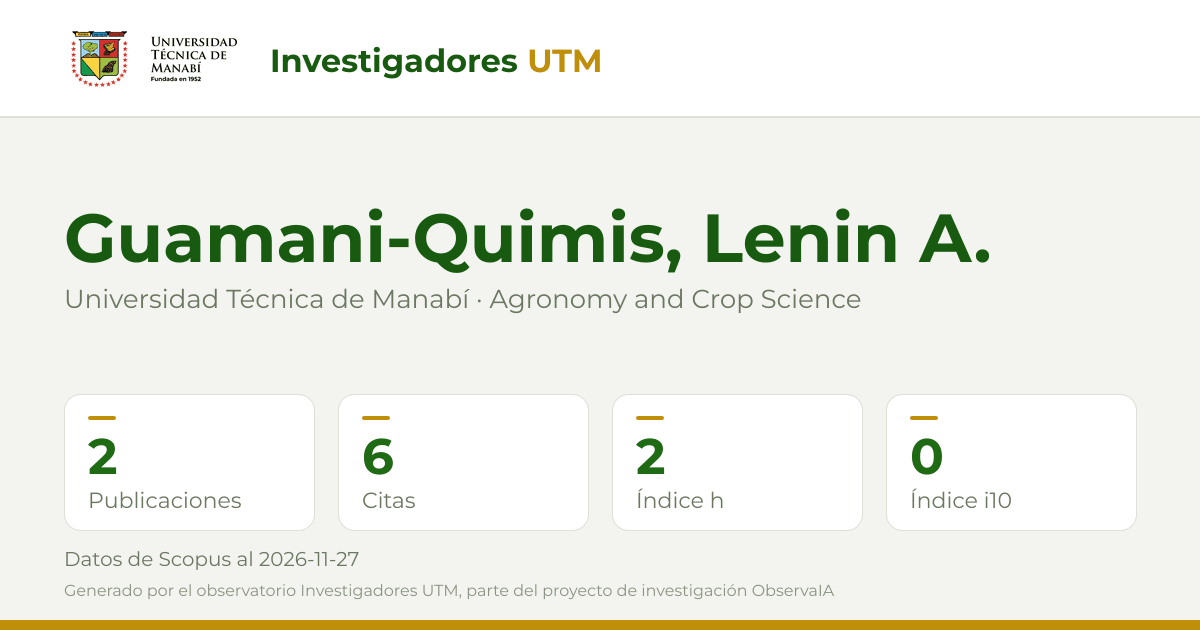 UNIVERSIDAD
TÉCNICA DE
MANABÍ
Fundada en 1952
Investigadores UTM
Guamani-Quimis, Lenin A.
Universidad Técnica de Manabí · Agronomy and Crop Science
2
Publicaciones
6
Citas
2
Índice h
0
Índice i10
Datos de Scopus al 2026-11-27
Generado por el observatorio Investigadores UTM, parte del proyecto de investigación ObservaIA